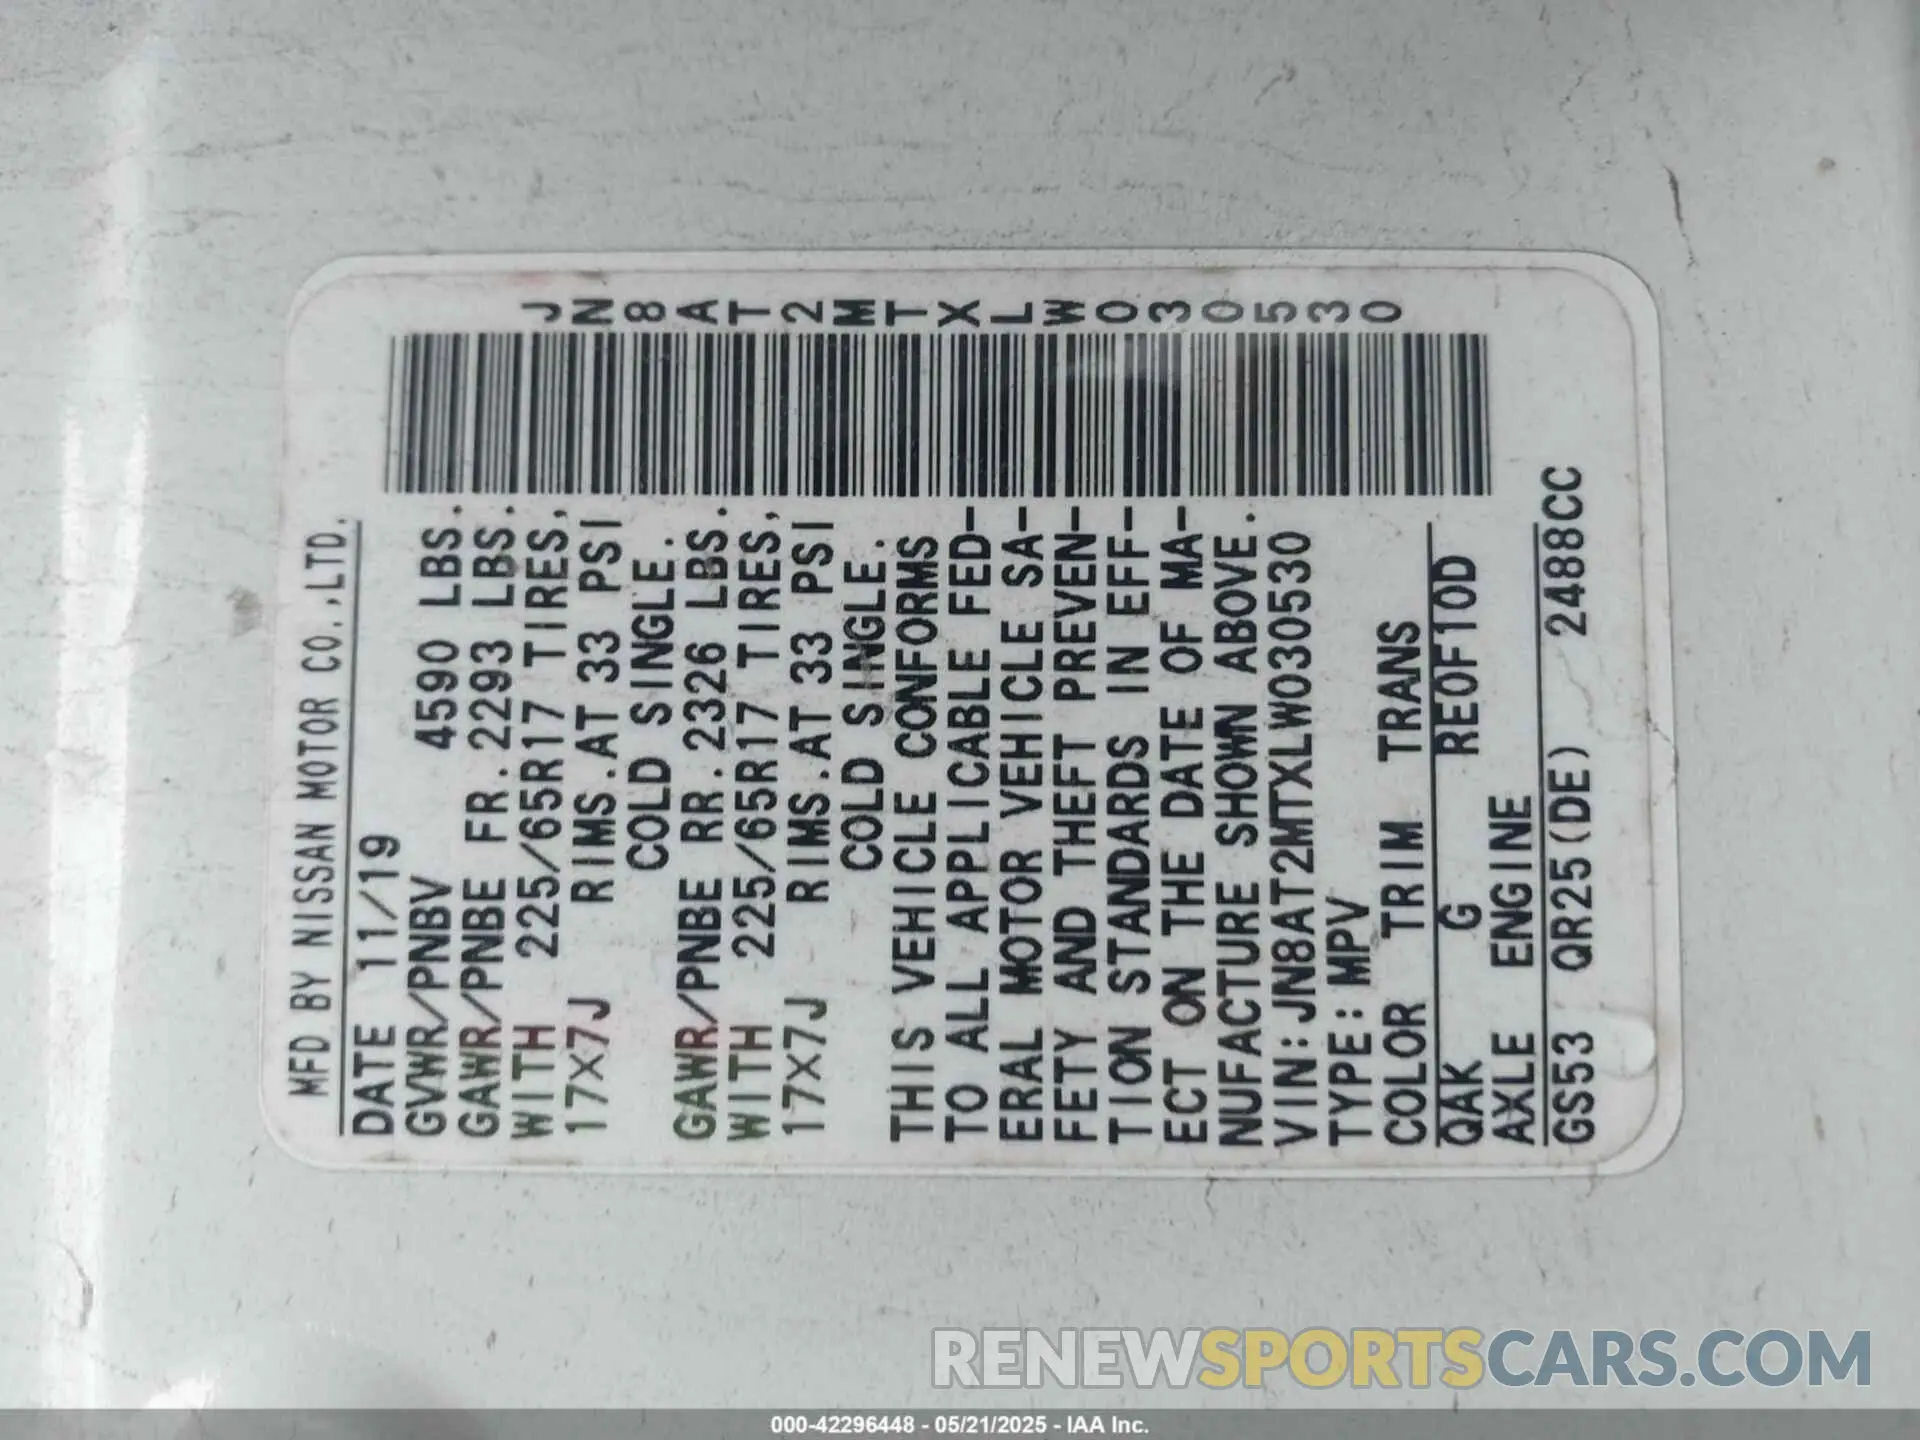 MFD BY NISSAN MOTOR CO.,LTD.
DATE 11/19
GVWR/PNBV 4590 LBS.
GAWR/PNBE FR.2293 LBS.
WITH 225/65R17 TIRES,
17X7J RIMS.AT 33 PSI
COLD SINGLE.
GAWR/PNBE RR.2326 LBS.
WITH 225/65R17 TIRES,
17X7J RIMS.AT 33 PSI
COLD SINGLE.
THIS VEHICLE CONFORMS
TO ALL APPLICABLE FED-
ERAL MOTOR VEHICLE SA-
FETY AND THEFT PREVEN-
TION STANDARDS IN EFF-
ECT ON THE DATE OF MA-
NUFACTURE SHOWN ABOVE.
VIN:JN8AT2MTXLW030530
TYPE:MPV
COLOR TRIM TRANS
QAK G RE0F10D
AXLE ENGINE
GS53 QR25(DE) 2488CC
JN8AT2MTXLW030530
RENEWSPORTSCARS.COM
000-42296448 - 05/21/2025 - IAA Inc.